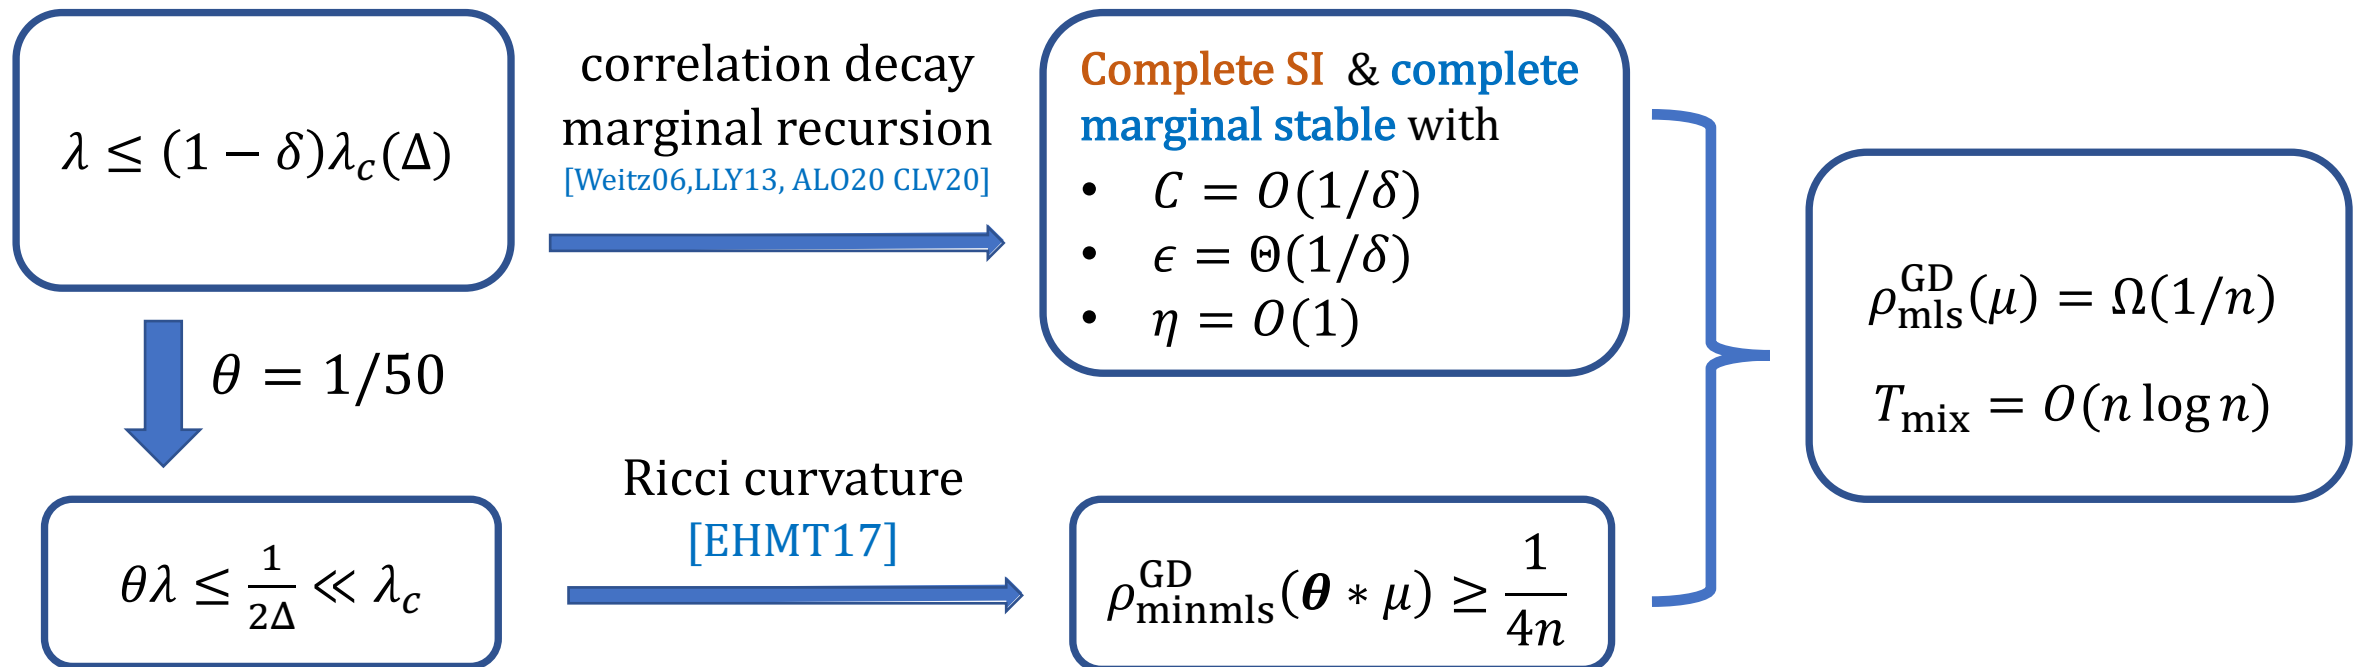 λ ≤ (1 − δ)λ_c(Δ)
correlation decay
marginal recursion
[Weitz06,LLY13, ALO20 CLV20]
Complete SI & complete
marginal stable with
• C = O(1/δ)
• ϵ = Θ(1/δ)
• η = O(1)
θ = 1/50
θλ ≤ 1/2Δ ≪ λ_c
Ricci curvature
[EHMT17]
ρ^GD_minmls(θ ∗ μ) ≥ 1/4n
ρ^GD_mls(μ) = Ω(1/n)
T_mix = O(n log n)